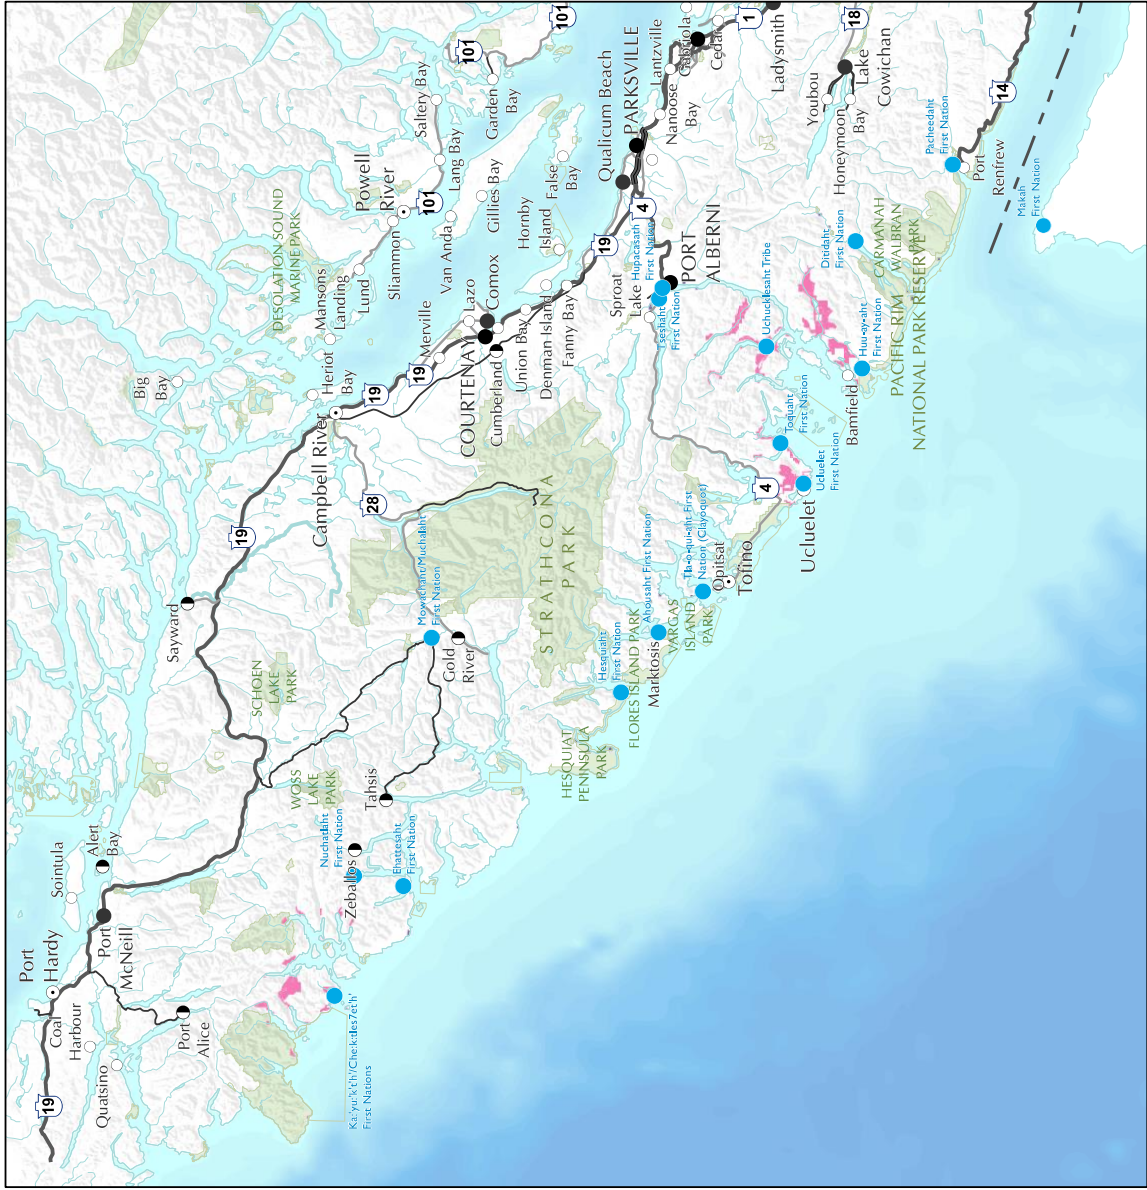 Port
Hardy
19
Coal
Harbour
Quatsino
Port
Alice
Port
McNeill
Sointula
Alert
Bay
Ka:'yu:'k't'h'/Che:k:tles7et'h'
First Nations
Nuchatlaht
First Nation
Zeballos
Ehattesaht
First Nation
Tahsis
WOSS
LAKE
PARK
SCHOEN
LAKE
PARK
Sayward
19
Mowachaht/Muchalaht
First Nation
Gold
River
28
Campbell River
STRATHCONA
PARK
HESQUIAT
PENINSULA
PARK
Hesquiaht
First Nation
FLORES ISLAND PARK
Marktosis
Ahousaht First Nation
VARGAS
ISLAND
PARK
Tla-o-qui-aht First
Nation (Clayoquot)
Opitsat
Tofino
Ucluelet
4
Ucluelet
First Nation
Toquaht
First Nation
Big
Bay
Heriot
Bay
19
19
Mansons
Landing
Lund
DESOLATION SOUND
MARINE PARK
Sliammon
Powell
River
101
Lang Bay
Saltery Bay
101
101
Garden
Bay
Van Anda
Gillies Bay
False
Bay
Hornby
Island
Merville
Lazo
Comox
COURTENAY
Cumberland
Union Bay
Denman Island
Fanny Bay
19
Qualicum Beach
PARKSVILLE
4
Nanoose
Bay
Lantzville
Gabriola
Cedar
1
Ladysmith
18
Youbou
Lake
Cowichan
Honeymoon
Bay
Sproat
Lake
Hupacasath
First Nation
Tseshaht
First Nation
PORT
ALBERNI
Uchucklesaht Tribe
Huu-ay-aht
First Nation
Bamfield
Ditidaht
First Nation
CARMANAH
WALBRAN
PARK
PACIFIC RIM
NATIONAL PARK RESERVE
Pacheedaht
First Nation
Port
Renfrew
14
Makah
First Nation